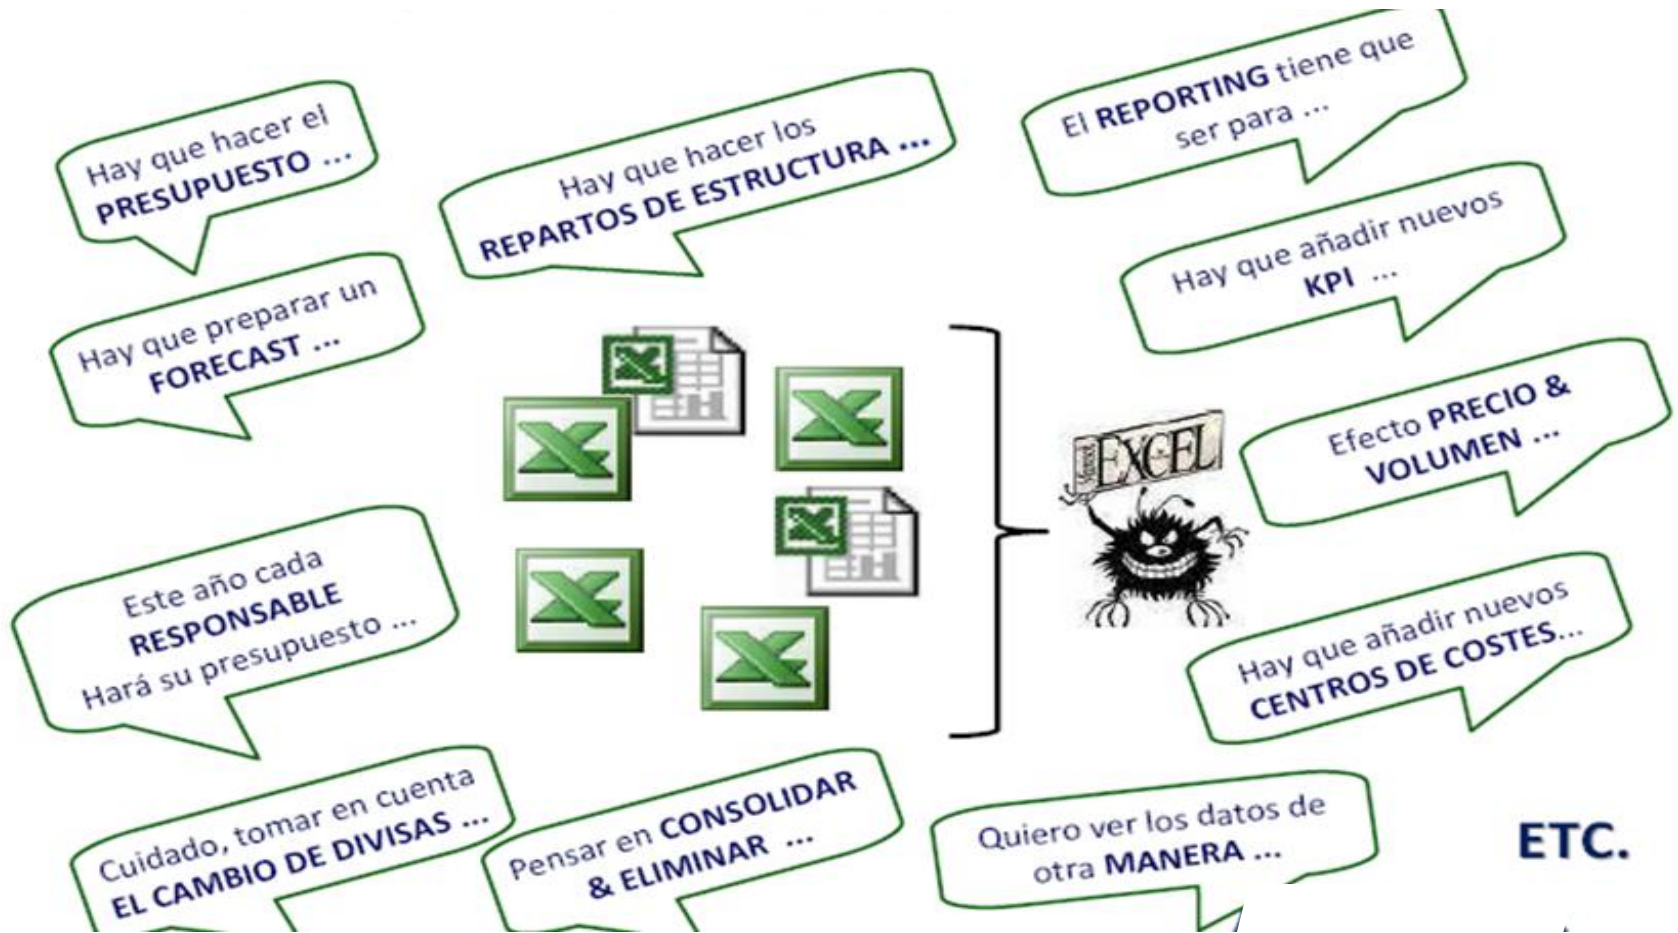 Hay que hacer el
PRESUPUESTO ...
Hay que hacer los
REPARTOS DE ESTRUCTURA ...
El REPORTING tiene que
ser para ...
Hay que preparar un
FORECAST ...
Hay que añadir nuevos
KPI ...
Efecto PRECIO &
VOLUMEN ...
EXCEL
Este año cada
RESPONSABLE
Hará su presupuesto ...
Hay que añadir nuevos
CENTROS DE COSTES...
Cuidado, tomar en cuenta
EL CAMBIO DE DIVISAS ...
Pensar en CONSOLIDAR
& ELIMINAR ...
Quiero ver los datos de
otra MANERA ...
ETC.